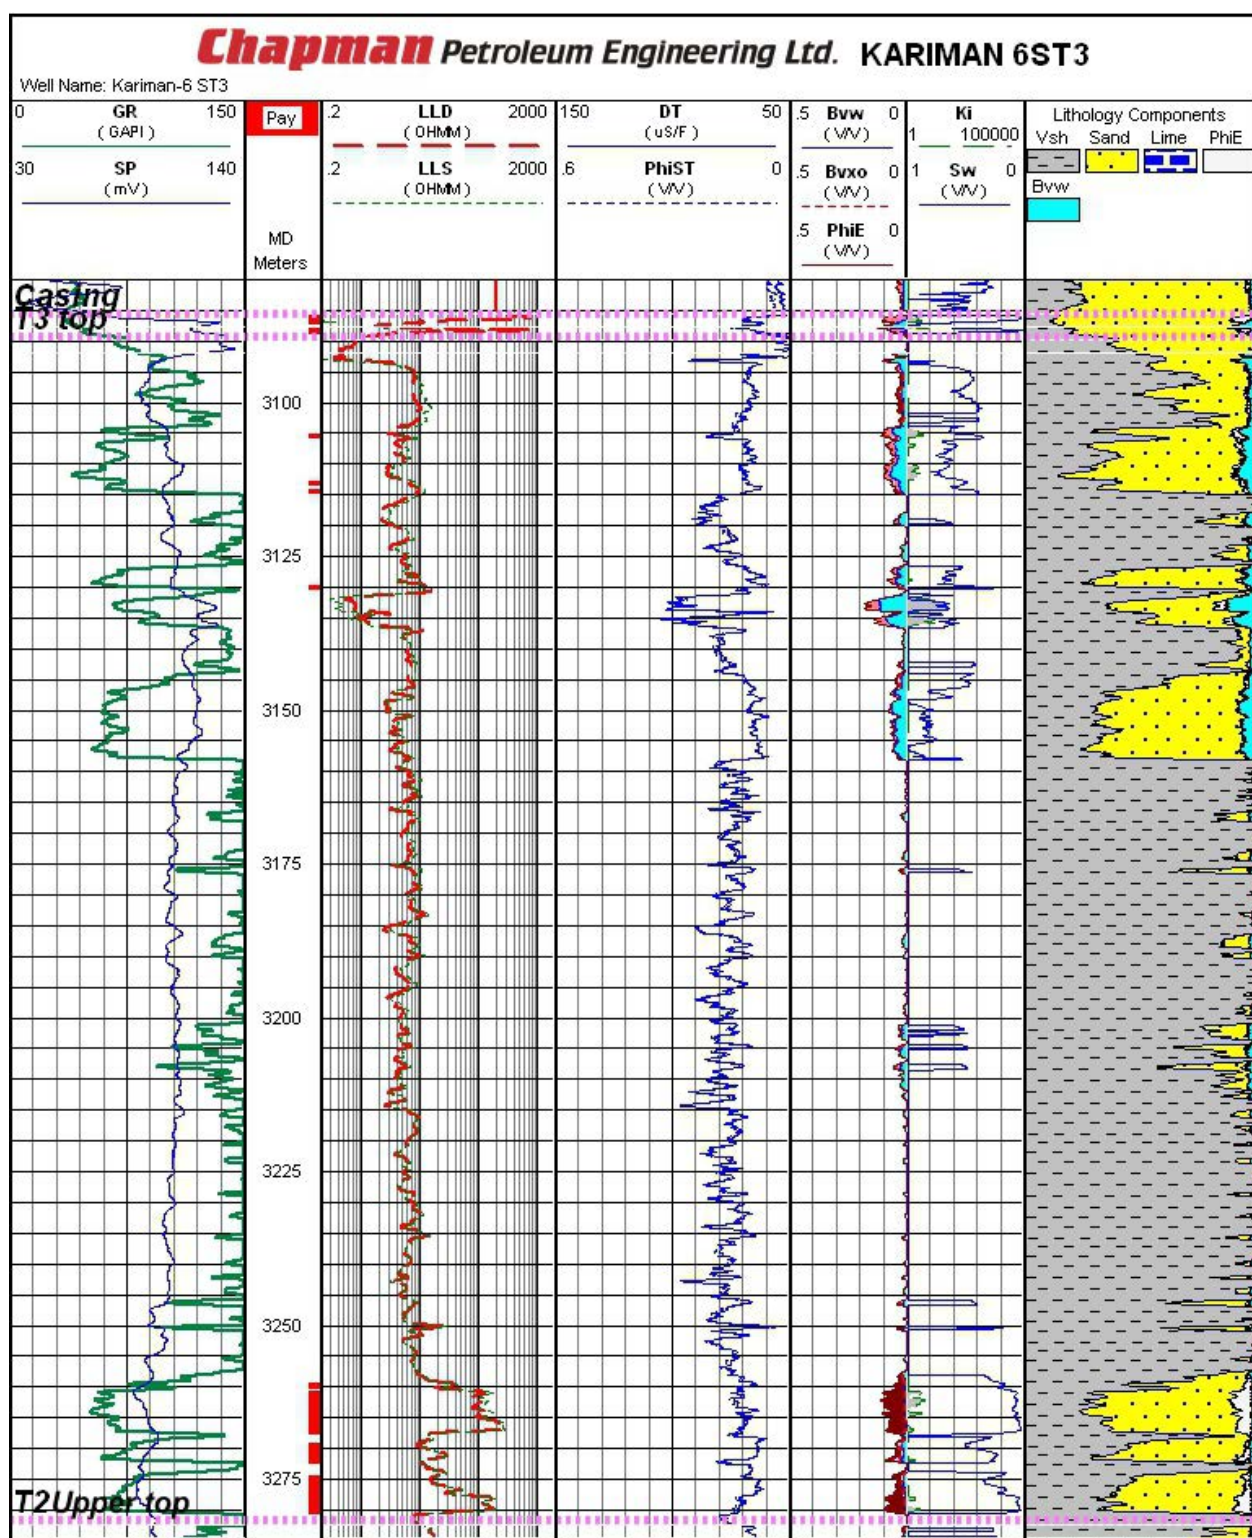 Chapman Petroleum Engineering Ltd. KARIMAN 6ST3
Well Name: Kariman-6 ST3
0 GR 150
( GAPI )
30 SP 140
( mV )
Pay
MD
Meters
.2 LLD 2000
( OHMM )
.2 LLS 2000
( OHMM )
150 DT 50
( uS/F )
.6 PhiST 0
( V/V )
.5 Bvw 0
( V/V )
.5 Bvxo 0
( V/V )
.5 PhiE 0
( V/V )
Ki
1 100000
1 Sw 0
( V/V )
Lithology Components
Vsh Sand Lime PhiE
Bvw
Casing
T3 top
3100
3125
3150
3175
3200
3225
3250
3275
T2Upper top